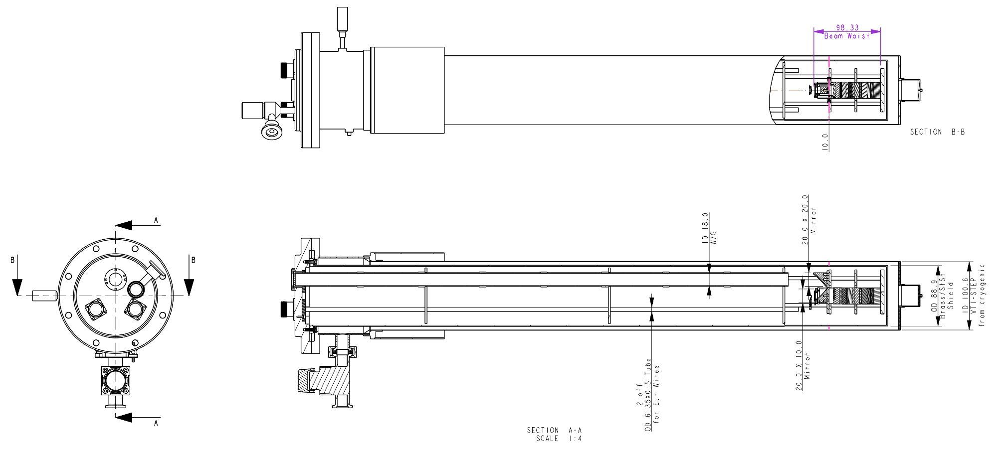 98.33
Beam Waist
SECTION B-B
10.0
A
B
B
A
ID 18.0
W/G
20.0 X 20.0
Mirror
OD 88.9
Brass/StSt
Shield
ID 100.6
VTI-STEP
from cryogenic
20.0 X 10.0
Mirror
2 off
OD 6.35X0.5 Tube
for E.- Wires
SECTION A-A
SCALE 1:4